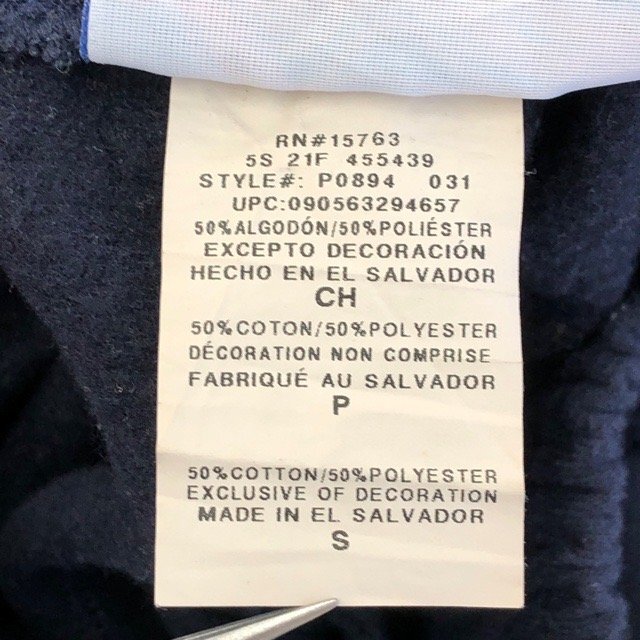 RN#15763
5S 21F 455439
STYLE#: P0894 031
UPC:090563294657
50%ALGODÓN/50%POLIÉSTER
EXCEPTO DECORACIÓN
HECHO EN EL SALVADOR
CH
50%COTON/50%POLYESTER
DÉCORATION NON COMPRISE
FABRIQUÉ AU SALVADOR
P
50%COTTON/50%POLYESTER
EXCLUSIVE OF DECORATION
MADE IN EL SALVADOR
S